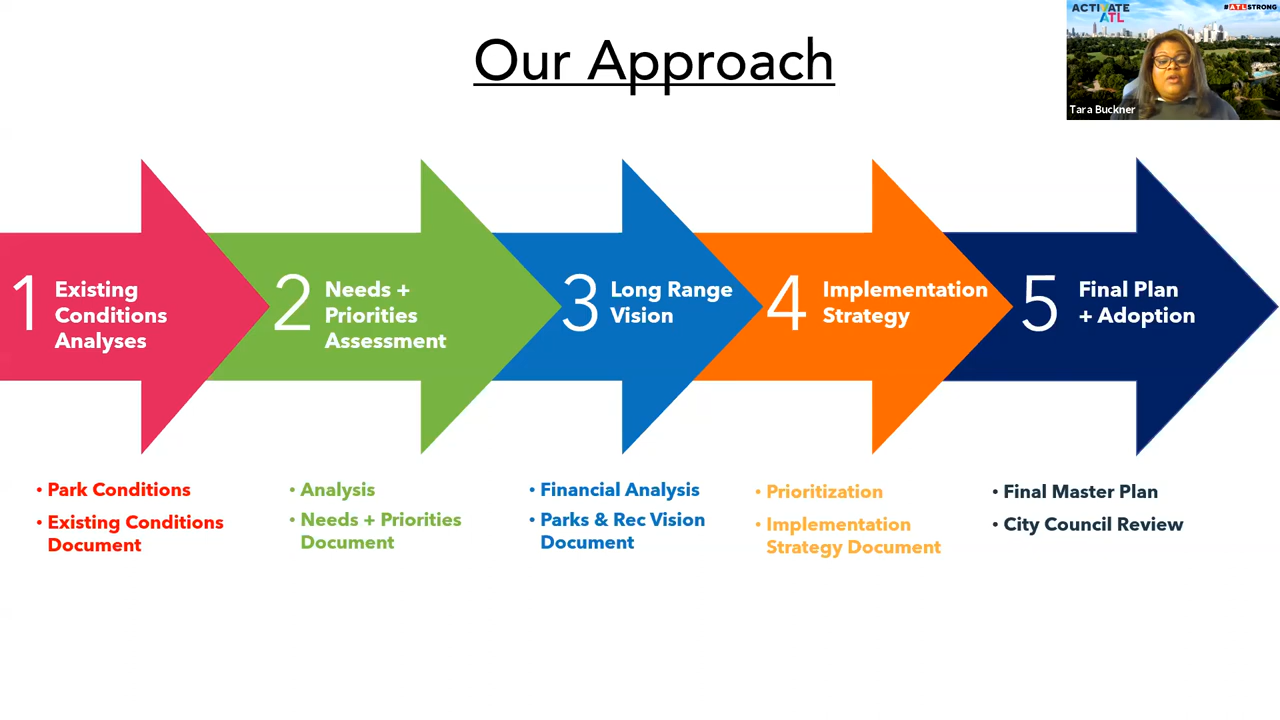 Our Approach
ACTIVATE
ATL
#ATLSTRONG
Tara Buckner
1 Existing
Conditions
Analyses
2 Needs +
Priorities
Assessment
3 Long Range
Vision
4 Implementation
Strategy
5 Final Plan
+ Adoption
• Park Conditions
• Existing Conditions
Document
• Analysis
• Needs + Priorities
Document
• Financial Analysis
• Parks & Rec Vision
Document
• Prioritization
• Implementation
Strategy Document
• Final Master Plan
• City Council Review